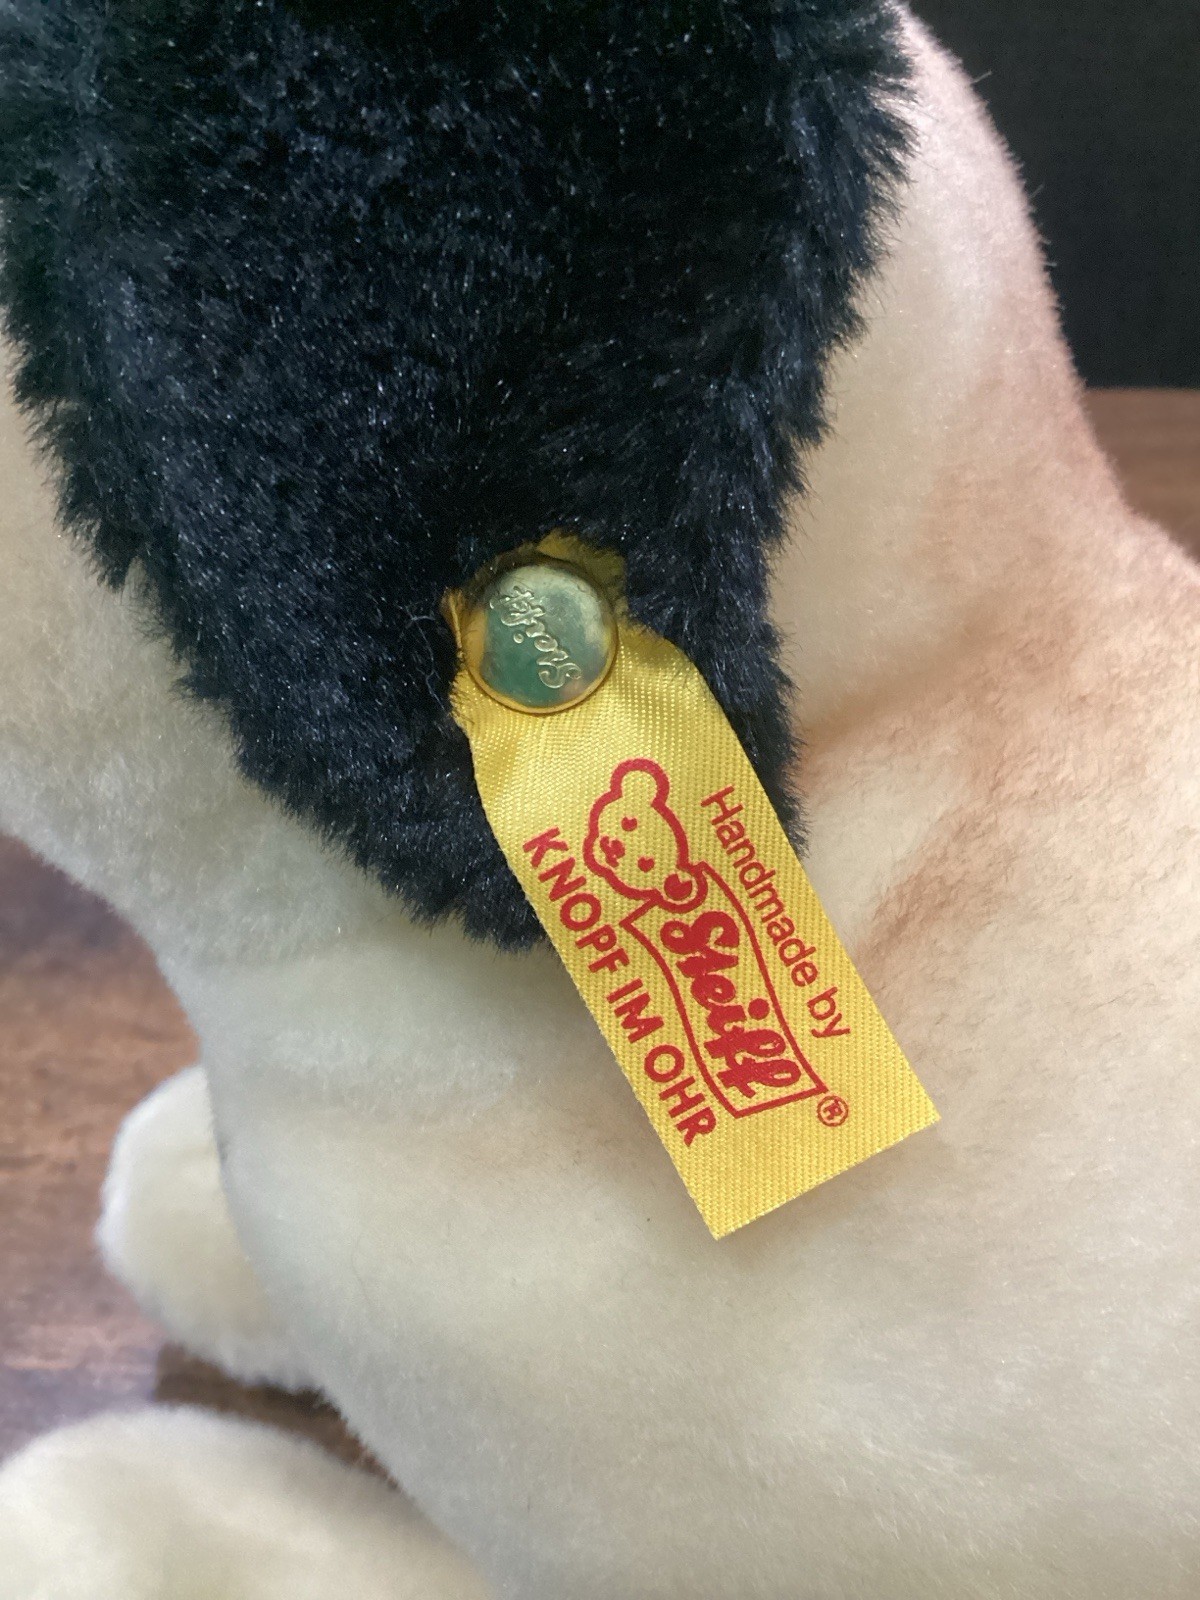 Steiff
Handmade by
Steiff®
KNOPF IM OHR